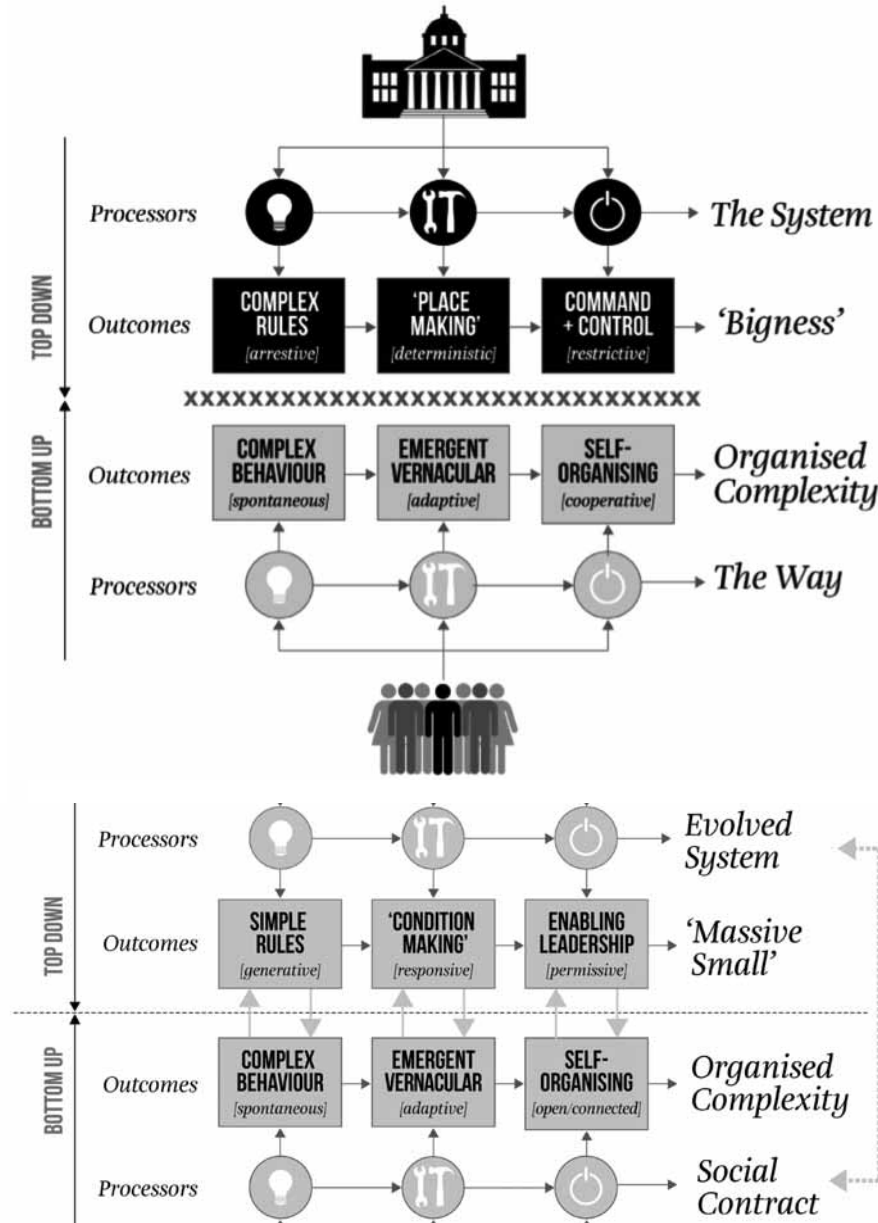 Processors
The System
TOP DOWN
Outcomes
COMPLEX
RULES
[arrestive]
'PLACE
MAKING'
[deterministic]
COMMAND
+ CONTROL
[restrictive]
'Bigness'
XXXXXXXXXXXXXXXXXXXXXXXXXXXXXXXX
BOTTOM UP
Outcomes
COMPLEX
BEHAVIOUR
[spontaneous]
EMERGENT
VERNACULAR
[adaptive]
SELF-
ORGANISING
[cooperative]
Organised
Complexity
Processors
The Way
Processors
Evolved
System
TOP DOWN
Outcomes
SIMPLE
RULES
[generative]
'CONDITION
MAKING'
[responsive]
ENABLING
LEADERSHIP
[permissive]
'Massive
Small'
BOTTOM UP
Outcomes
COMPLEX
BEHAVIOUR
[spontaneous]
EMERGENT
VERNACULAR
[adaptive]
SELF-
ORGANISING
[open/connected]
Organised
Complexity
Processors
Social
Contract